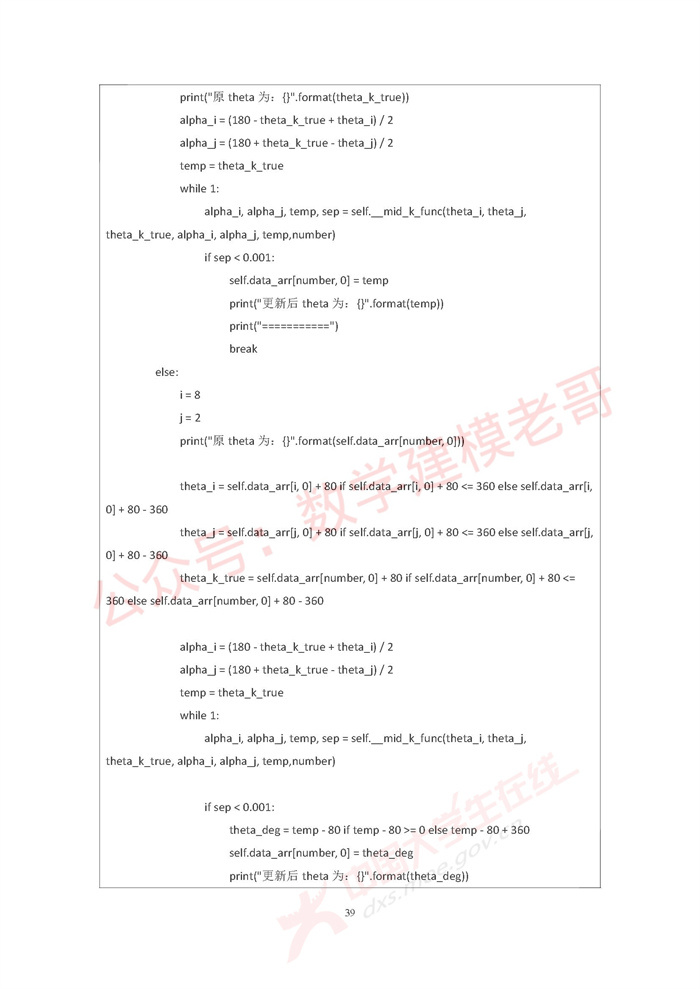 print("原 theta 为：{}".format(theta_k_true))
alpha_i = (180 - theta_k_true + theta_i) / 2
alpha_j = (180 + theta_k_true - theta_j) / 2
temp = theta_k_true
while 1:
alpha_i, alpha_j, temp, sep = self.__mid_k_func(theta_i, theta_j,
theta_k_true, alpha_i, alpha_j, temp,number)
if sep < 0.001:
self.data_arr[number, 0] = temp
print("更新后 theta 为：{}".format(temp))
print("===========")
break
else:
i = 8
j = 2
print("原 theta 为：{}".format(self.data_arr[number, 0]))
theta_i = self.data_arr[i, 0] + 80 if self.data_arr[i, 0] + 80 <= 360 else self.data_arr[i,
0] + 80 - 360
theta_j = self.data_arr[j, 0] + 80 if self.data_arr[j, 0] + 80 <= 360 else self.data_arr[j,
0] + 80 - 360
theta_k_true = self.data_arr[number, 0] + 80 if self.data_arr[number, 0] + 80 <=
360 else self.data_arr[number, 0] + 80 - 360
alpha_i = (180 - theta_k_true + theta_i) / 2
alpha_j = (180 + theta_k_true - theta_j) / 2
temp = theta_k_true
while 1:
alpha_i, alpha_j, temp, sep = self.__mid_k_func(theta_i, theta_j,
theta_k_true, alpha_i, alpha_j, temp,number)
if sep < 0.001:
theta_deg = temp - 80 if temp - 80 >= 0 else temp - 80 + 360
self.data_arr[number, 0] = theta_deg
print("更新后 theta 为：{}".format(theta_deg))
39
公众号：数学建模老哥
中国大学生在线
dxs.moe.gov.cn